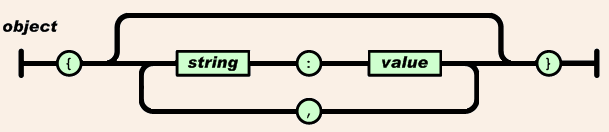 object
{ string : value }
,